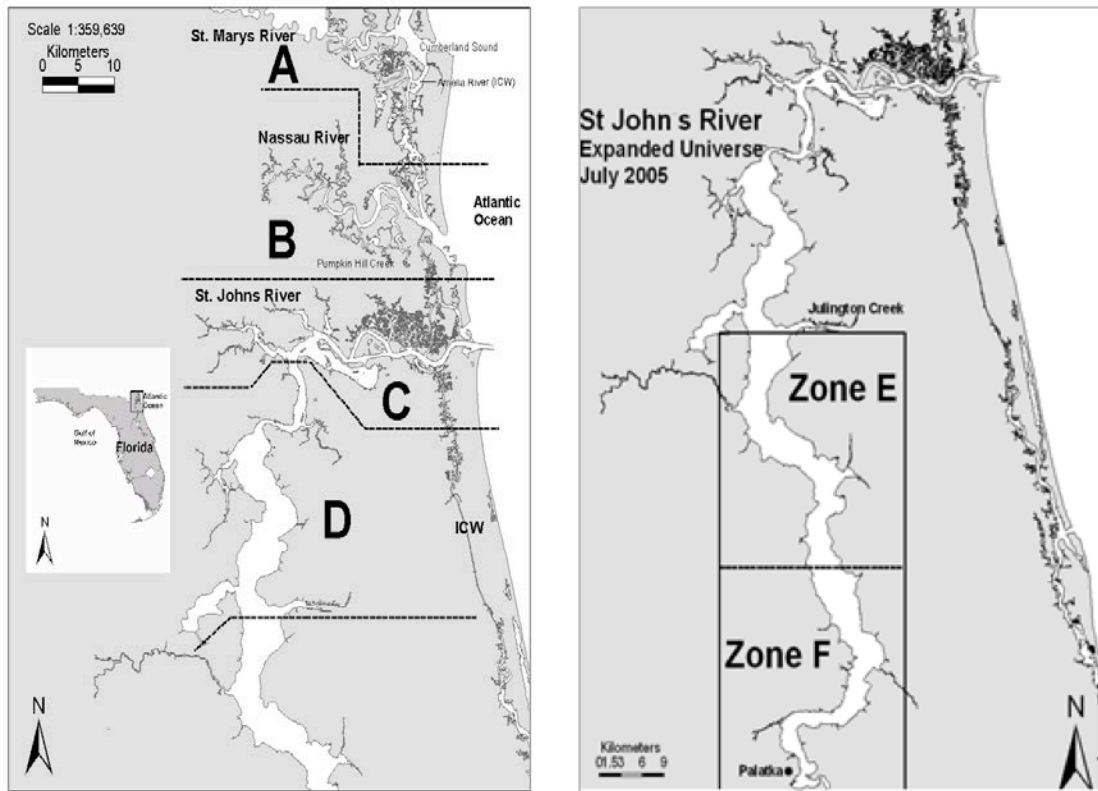 Scale 1:359,639
Kilometers
0 5 10
St. Marys River
Cumberland Sound
A
Amelia River (ICW)
Nassau River
Atlantic
Ocean
B
Pumpkin Hill Creek
St. Johns River
C
Atlantic
Ocean
Gulf of
Mexico
Florida
N
D
ICW
N
St John s River
Expanded Universe
July 2005
Julington Creek
Zone E
Zone F
N
Kilometers
01.53 6 9
Palatka